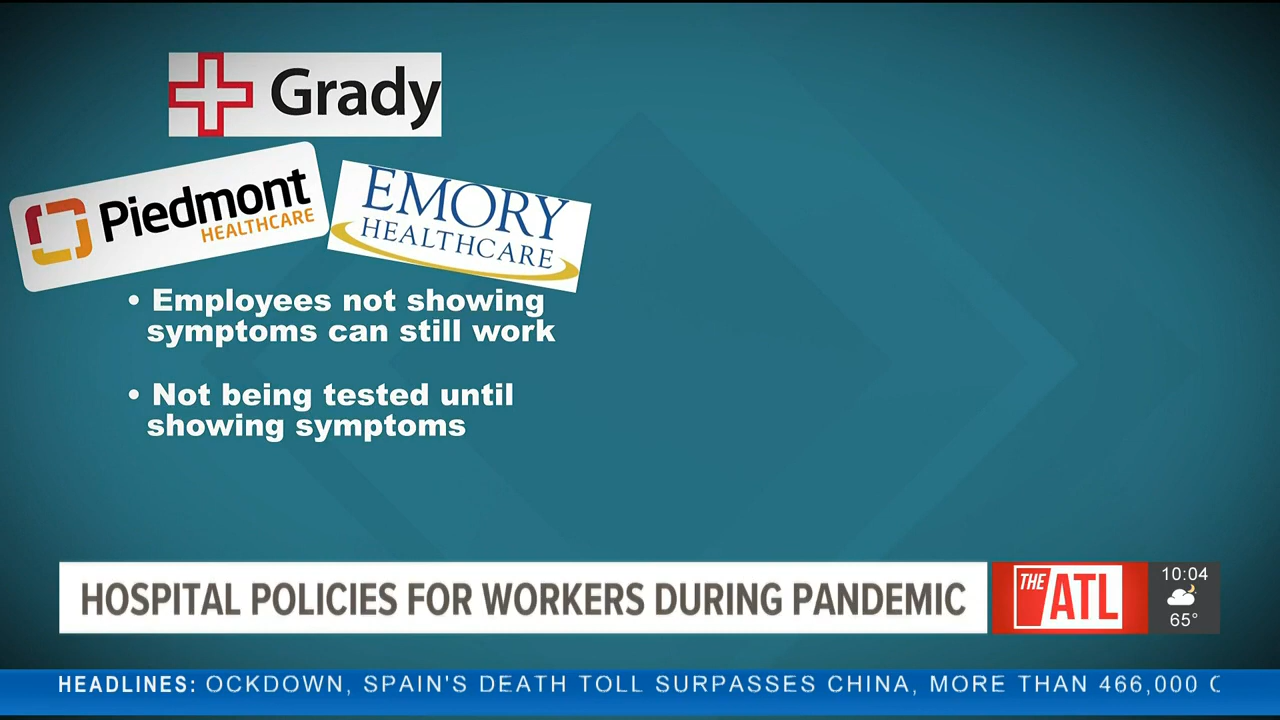 Grady
Piedmont
HEALTHCARE
EMORY
HEALTHCARE
• Employees not showing
symptoms can still work
• Not being tested until
showing symptoms
HOSPITAL POLICIES FOR WORKERS DURING PANDEMIC
THE ATL
10:04
65°
HEADLINES: OCKDOWN, SPAIN'S DEATH TOLL SURPASSES CHINA, MORE THAN 466,000